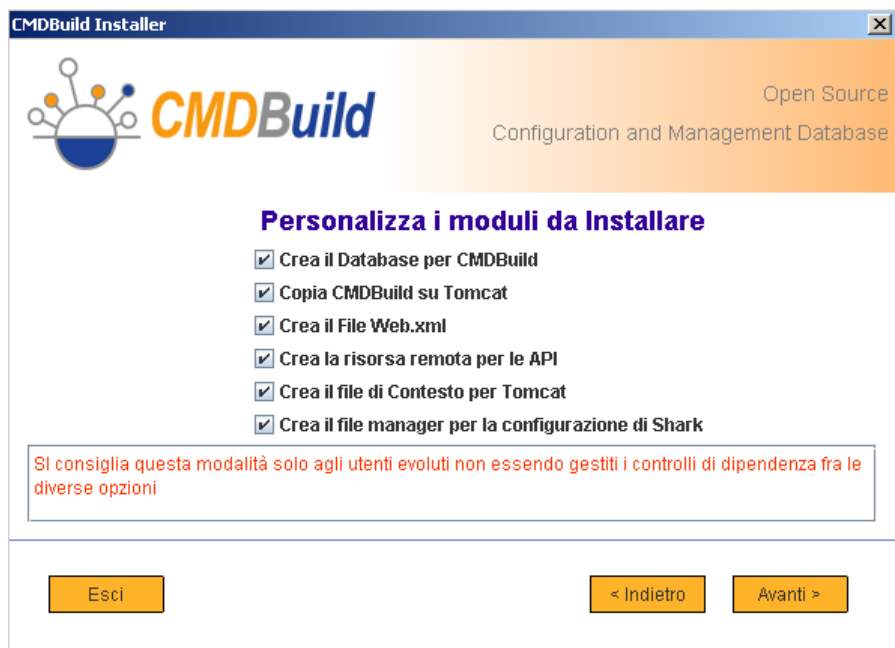 CMDBuild Installer
CMDBuild
Open Source
Configuration and Management Database
Personalizza i moduli da Installare
Crea il Database per CMDBuild
Copia CMDBuild su Tomcat
Crea il File Web.xml
Crea la risorsa remota per le API
Crea il file di Contesto per Tomcat
Crea il file manager per la configurazione di Shark
SI consiglia questa modalità solo agli utenti evoluti non essendo gestiti i controlli di dipendenza fra le
diverse opzioni
Esci
< Indietro
Avanti >